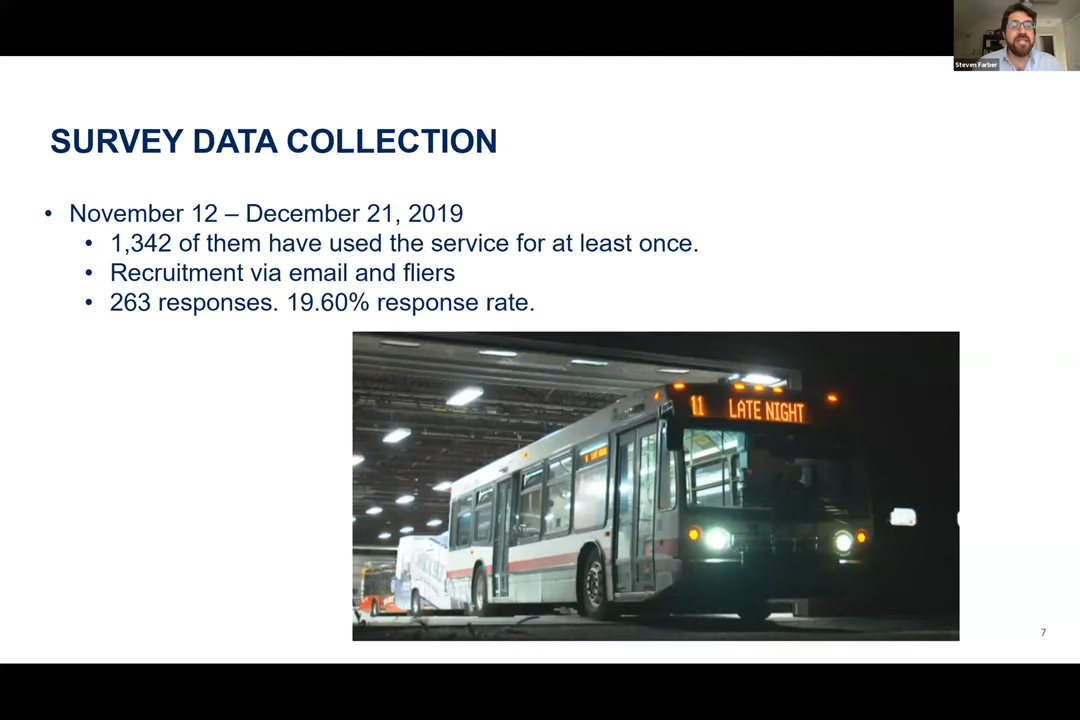 Steven Farber
SURVEY DATA COLLECTION
• November 12 – December 21, 2019
• 1,342 of them have used the service for at least once.
• Recruitment via email and fliers
• 263 responses. 19.60% response rate.
11 LATE NIGHT
7